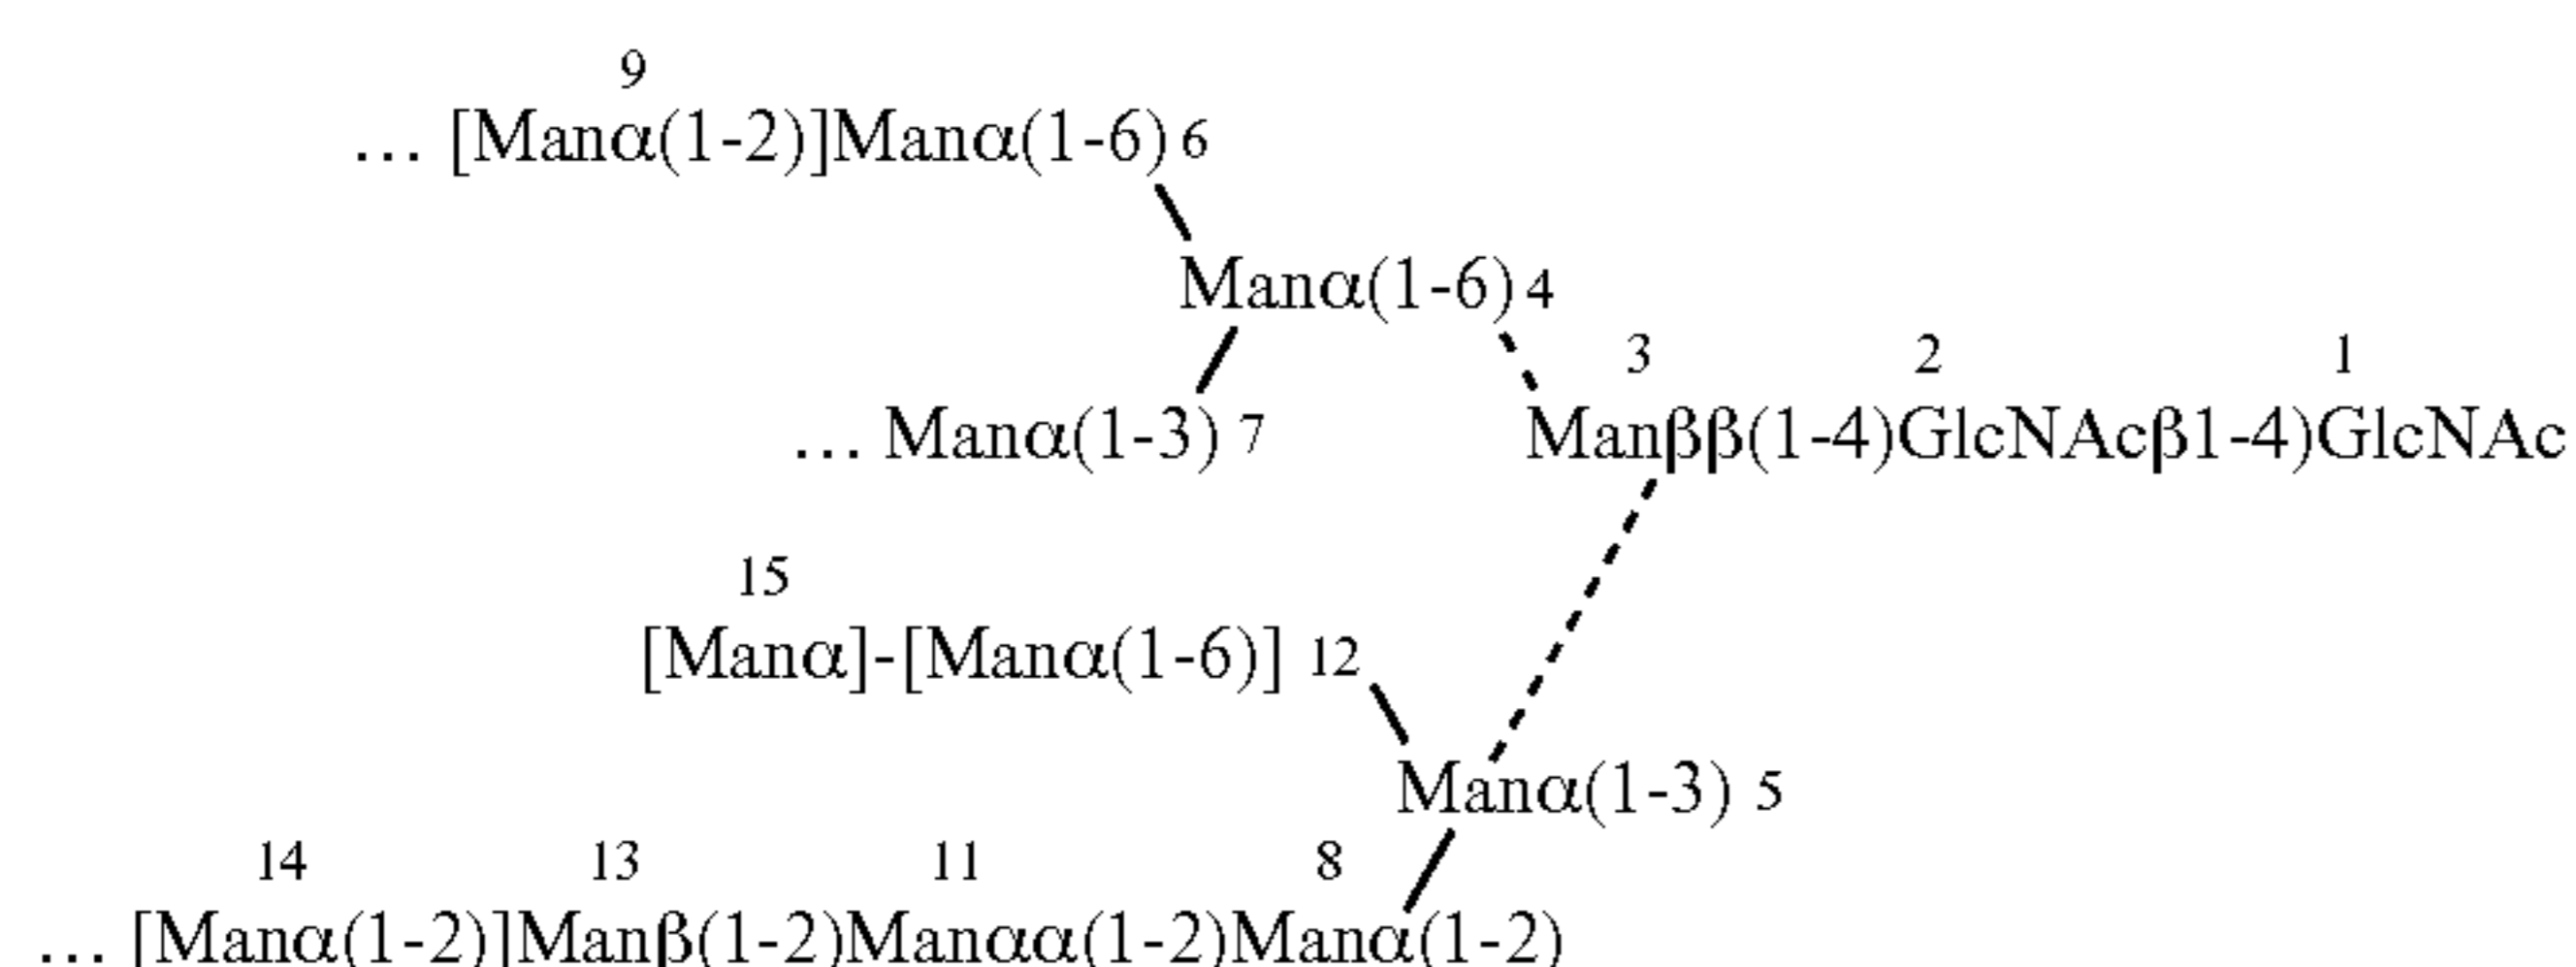 9
... [Manα(1-2)]Manα(1-6) 6
Manα(1-6) 4
3 2 1
... Manα(1-3) 7 Manββ(1-4)GlcNAcβ1-4)GlcNAc
15
[Manα]-[Manα(1-6)] 12
Manα(1-3) 5
14 13 11 8
... [Manα(1-2)]Manβ(1-2)Manαα(1-2)Manα(1-2)